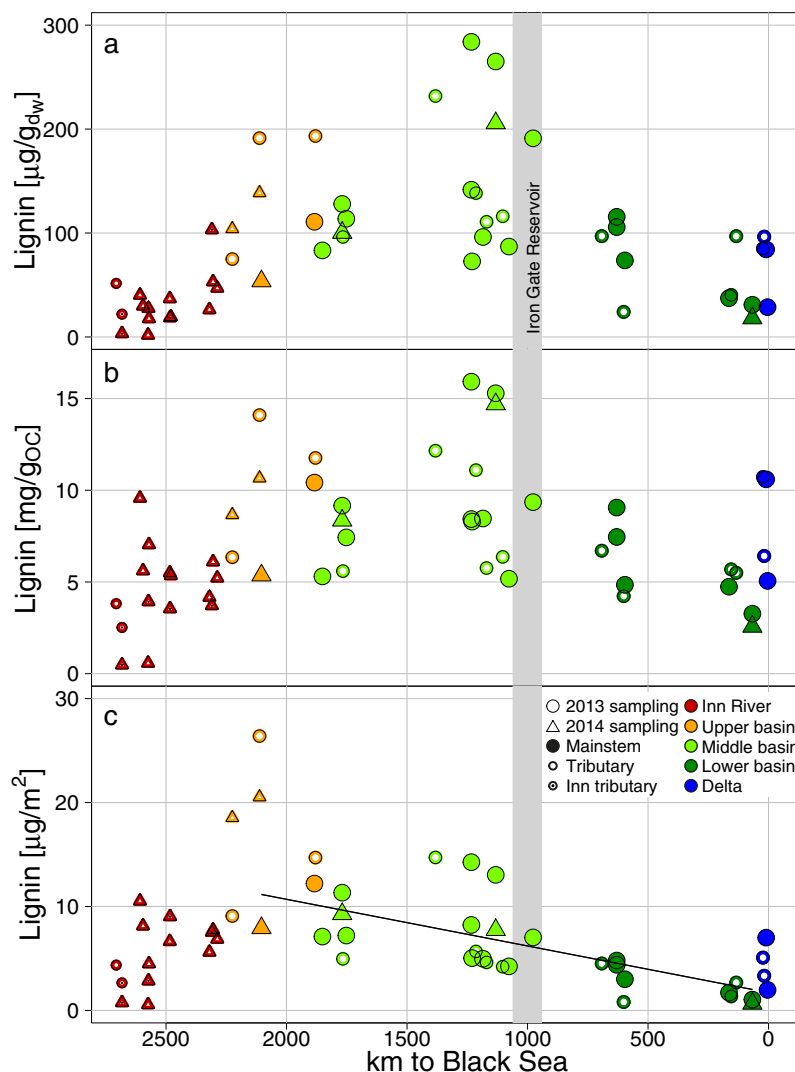 a
300
200
100
0
Lignin [µg/g_dw]
Iron Gate Reservoir
b
15
10
5
0
Lignin [mg/g_OC]
c
30
20
10
0
Lignin [µg/m²]
2013 sampling
2014 sampling
Mainstem
Tributary
Inn tributary
Inn River
Upper basin
Middle basin
Lower basin
Delta
2500 2000 1500 1000 500 0
km to Black Sea